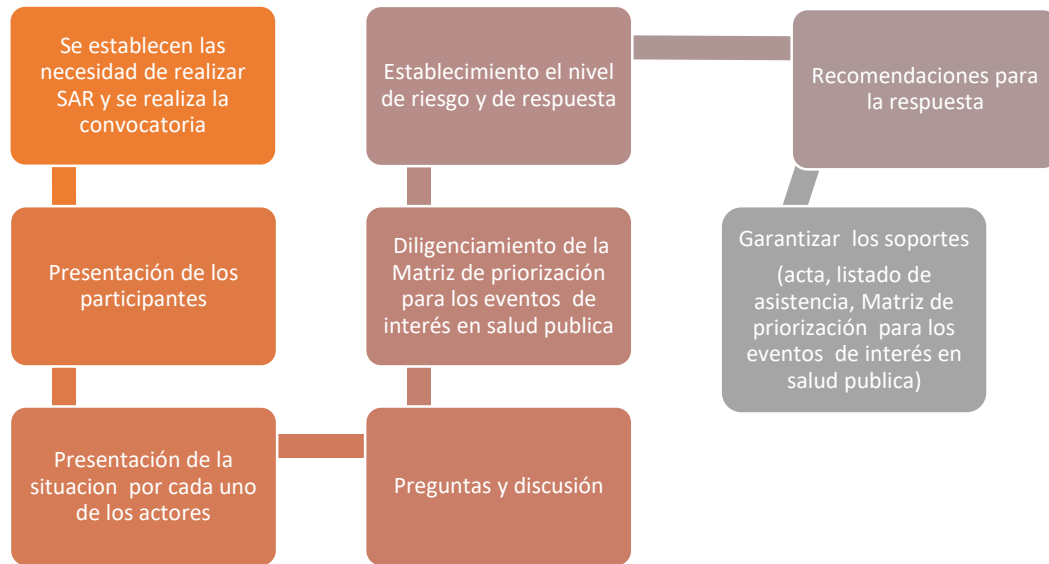 Se establecen las
necesidad de realizar
SAR y se realiza la
convocatoria
Presentación de los
participantes
Presentación de la
situacion por cada uno
de los actores
Preguntas y discusión
Diligenciamiento de la
Matriz de priorización
para los eventos de
interés en salud publica
Establecimiento el nivel
de riesgo y de respuesta
Recomendaciones para
la respuesta
Garantizar los soportes
(acta, listado de
asistencia, Matriz de
priorización para los
eventos de interés en
salud publica)